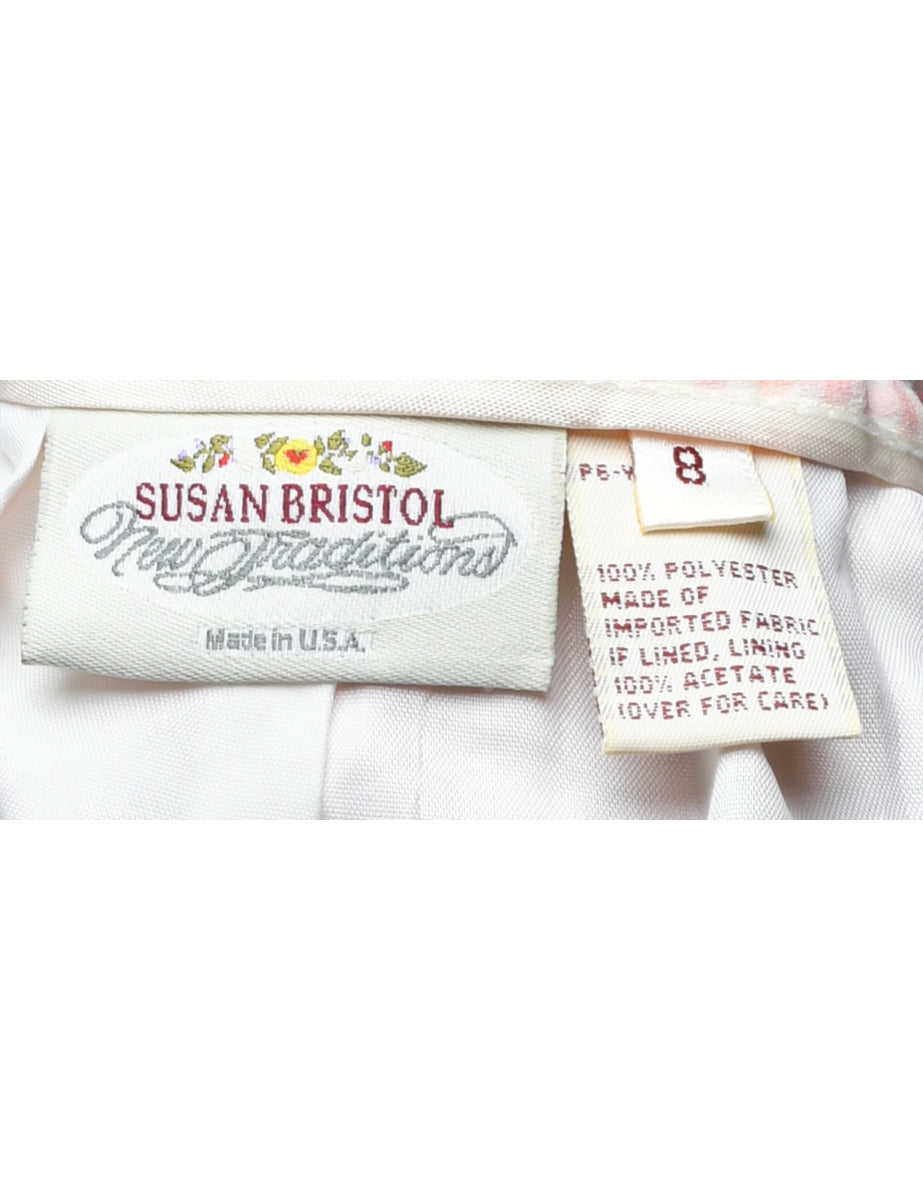 SUSAN BRISTOL
New Traditions
Made in U.S.A.
8
100% POLYESTER
MADE OF
IMPORTED FABRIC
IF LINED, LINING
100% ACETATE
(OVER FOR CARE)